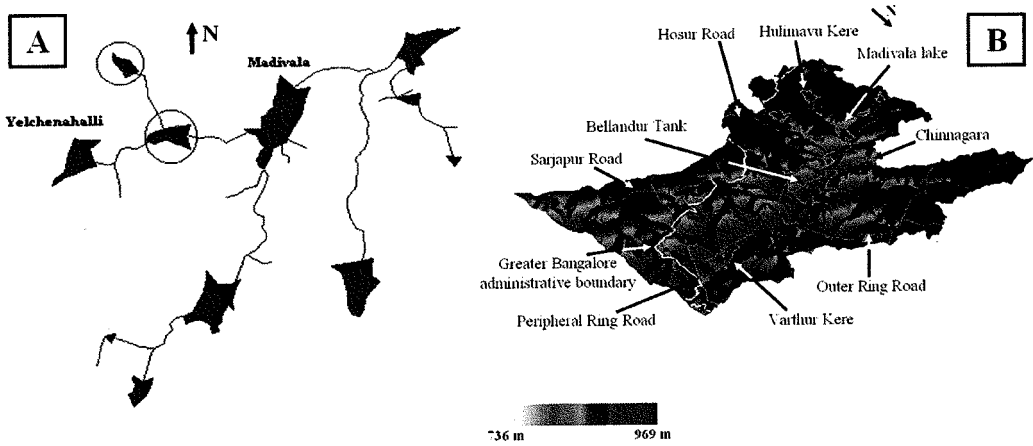 A
N
Madivala
Yelchenahalli
B
N
Hosur Road
Hulimavu Kere
Madivala lake
Bellandur Tank
Chinnagara
Sarjapur Road
Greater Bangalore
administrative boundary
Outer Ring Road
Peripheral Ring Road
Varthur Kere
736 m
969 m